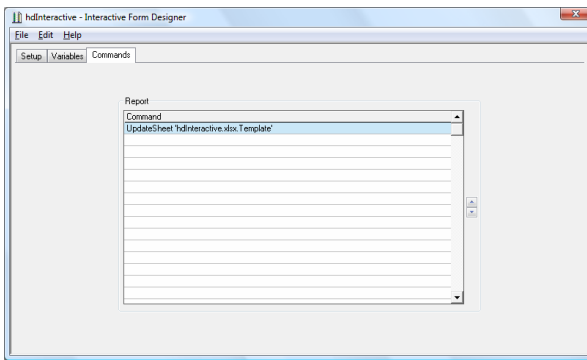 hdInteractive - Interactive Form Designer
File Edit Help
Setup Variables Commands
Report
Command
UpdateSheet 'hdInteractive.xlsx.Template'